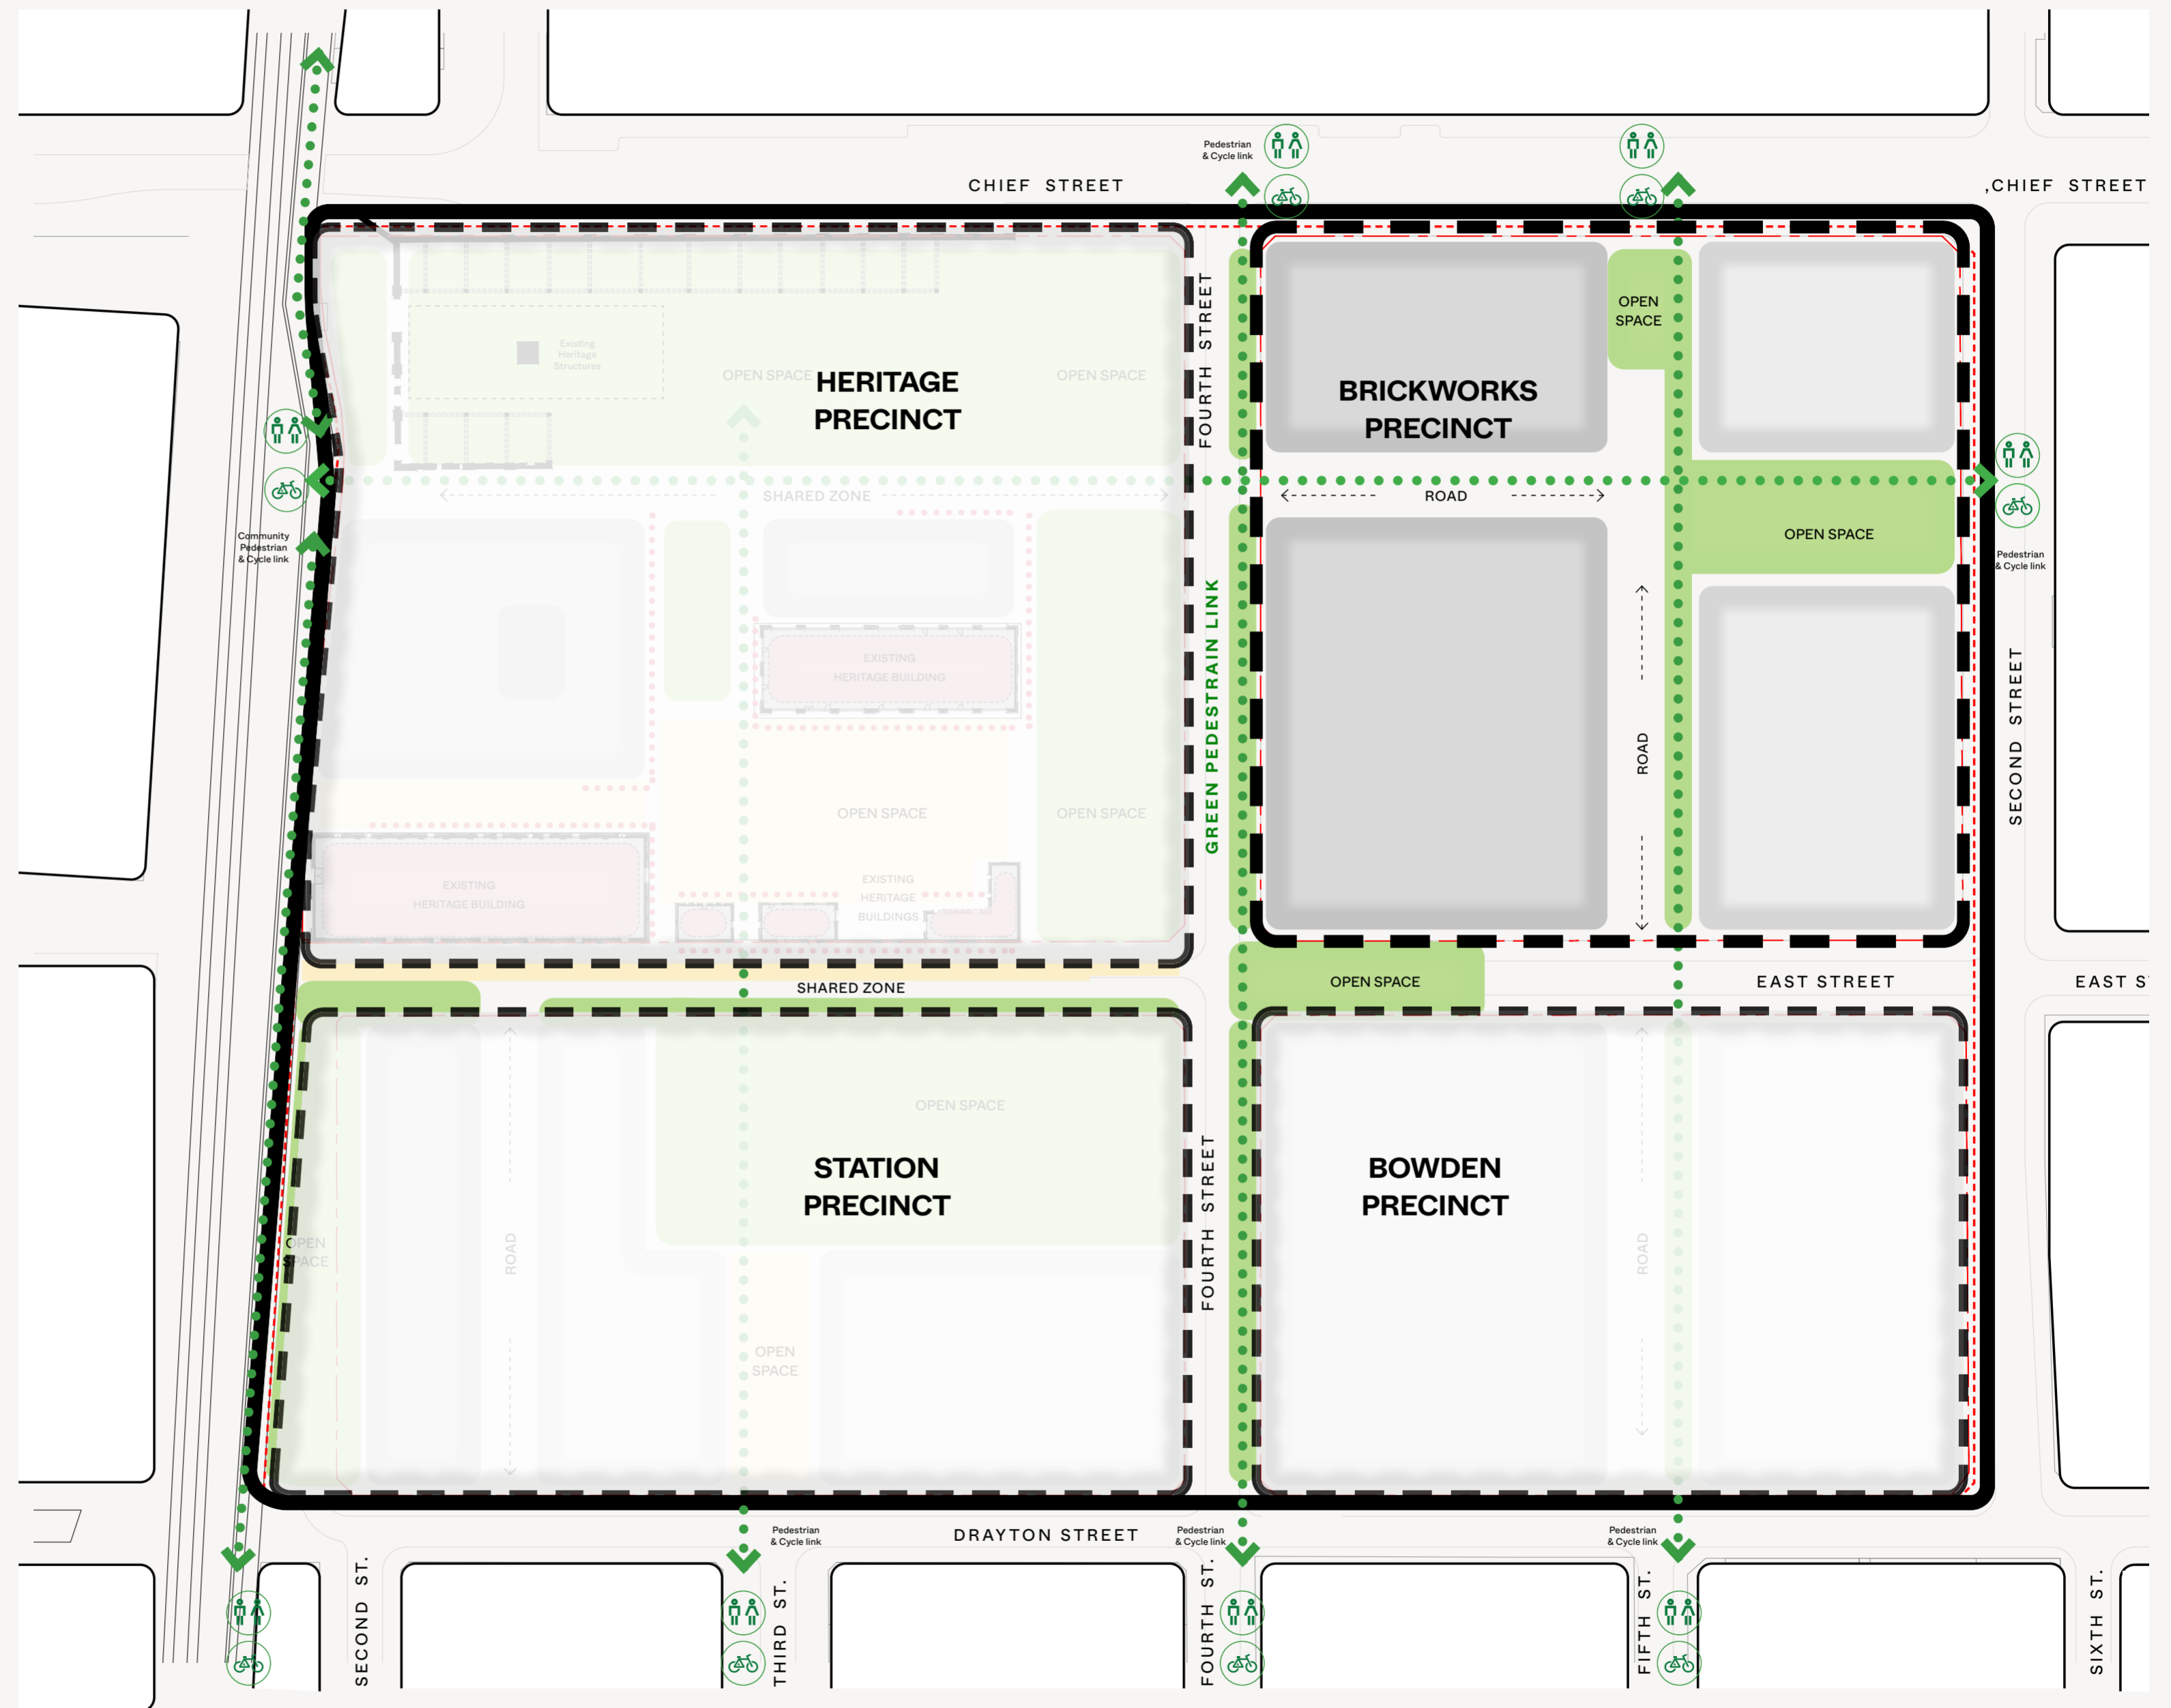 Pedestrian
& Cycle link
CHIEF STREET
,CHIEF STREET
HERITAGE
PRECINCT
Existing
Heritage
Structures
OPEN SPACE
OPEN SPACE
FOURTH STREET
BRICKWORKS
PRECINCT
OPEN
SPACE
SHARED ZONE
ROAD
OPEN SPACE
Community
Pedestrian
& Cycle link
Pedestrian
& Cycle link
GREEN PEDESTRAIN LINK
EXISTING
HERITAGE BUILDING
ROAD
SECOND STREET
OPEN SPACE
OPEN SPACE
EXISTING
HERITAGE BUILDING
EXISTING
HERITAGE
BUILDINGS
SHARED ZONE
OPEN SPACE
EAST STREET
EAST S
OPEN SPACE
STATION
PRECINCT
BOWDEN
PRECINCT
FOURTH STREET
OPEN
SPACE
ROAD
ROAD
OPEN
SPACE
DRAYTON STREET
Pedestrian
& Cycle link
Pedestrian
& Cycle link
Pedestrian
& Cycle link
SECOND ST.
THIRD ST.
FOURTH ST.
FIFTH ST.
SIXTH ST.